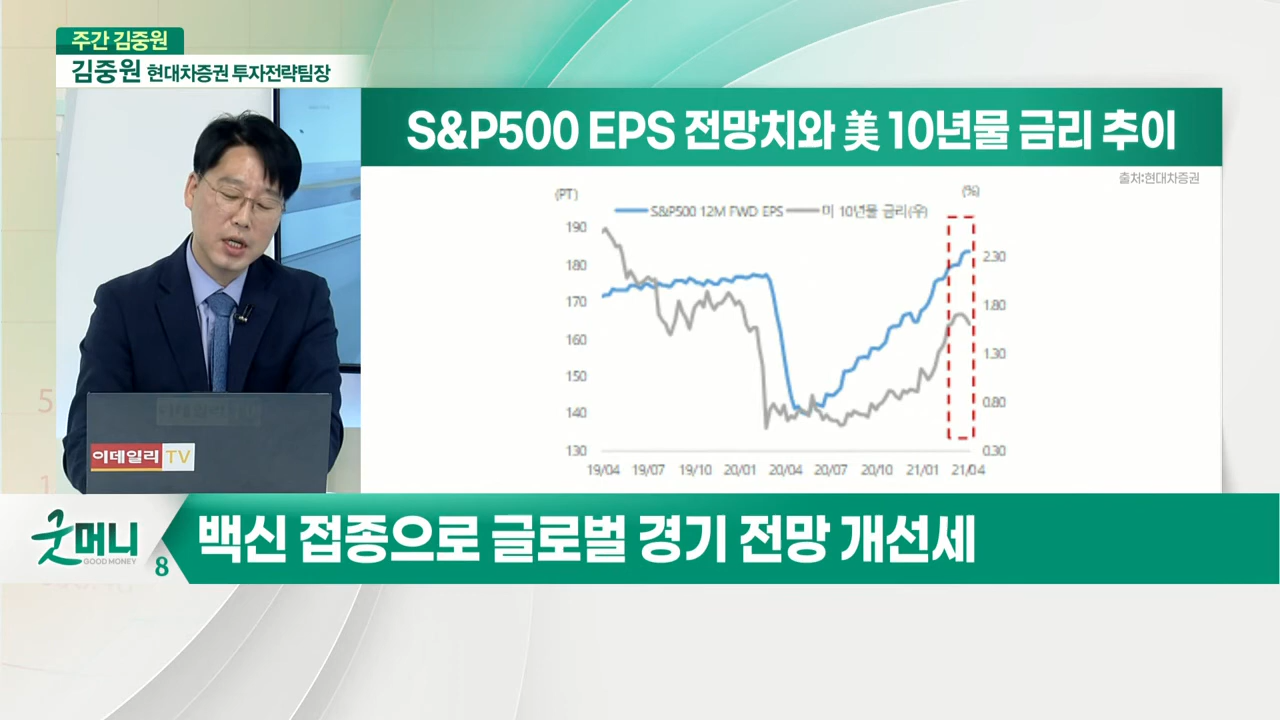 주간 김중원
김중원 현대차증권 투자전략팀장
S&P500 EPS 전망치와 美 10년물 금리 추이
출처:현대차증권
(PT)
(%)
S&P500 12M FWD EPS
미 10년물 금리(우)
190
180
170
160
150
140
130
2.30
1.80
1.30
0.80
0.30
19/04 19/07 19/10 20/01 20/04 20/07 20/10 21/01 21/04
이데일리 TV
5
1
굿머니
GOOD MONEY
8
백신 접종으로 글로벌 경기 전망 개선세